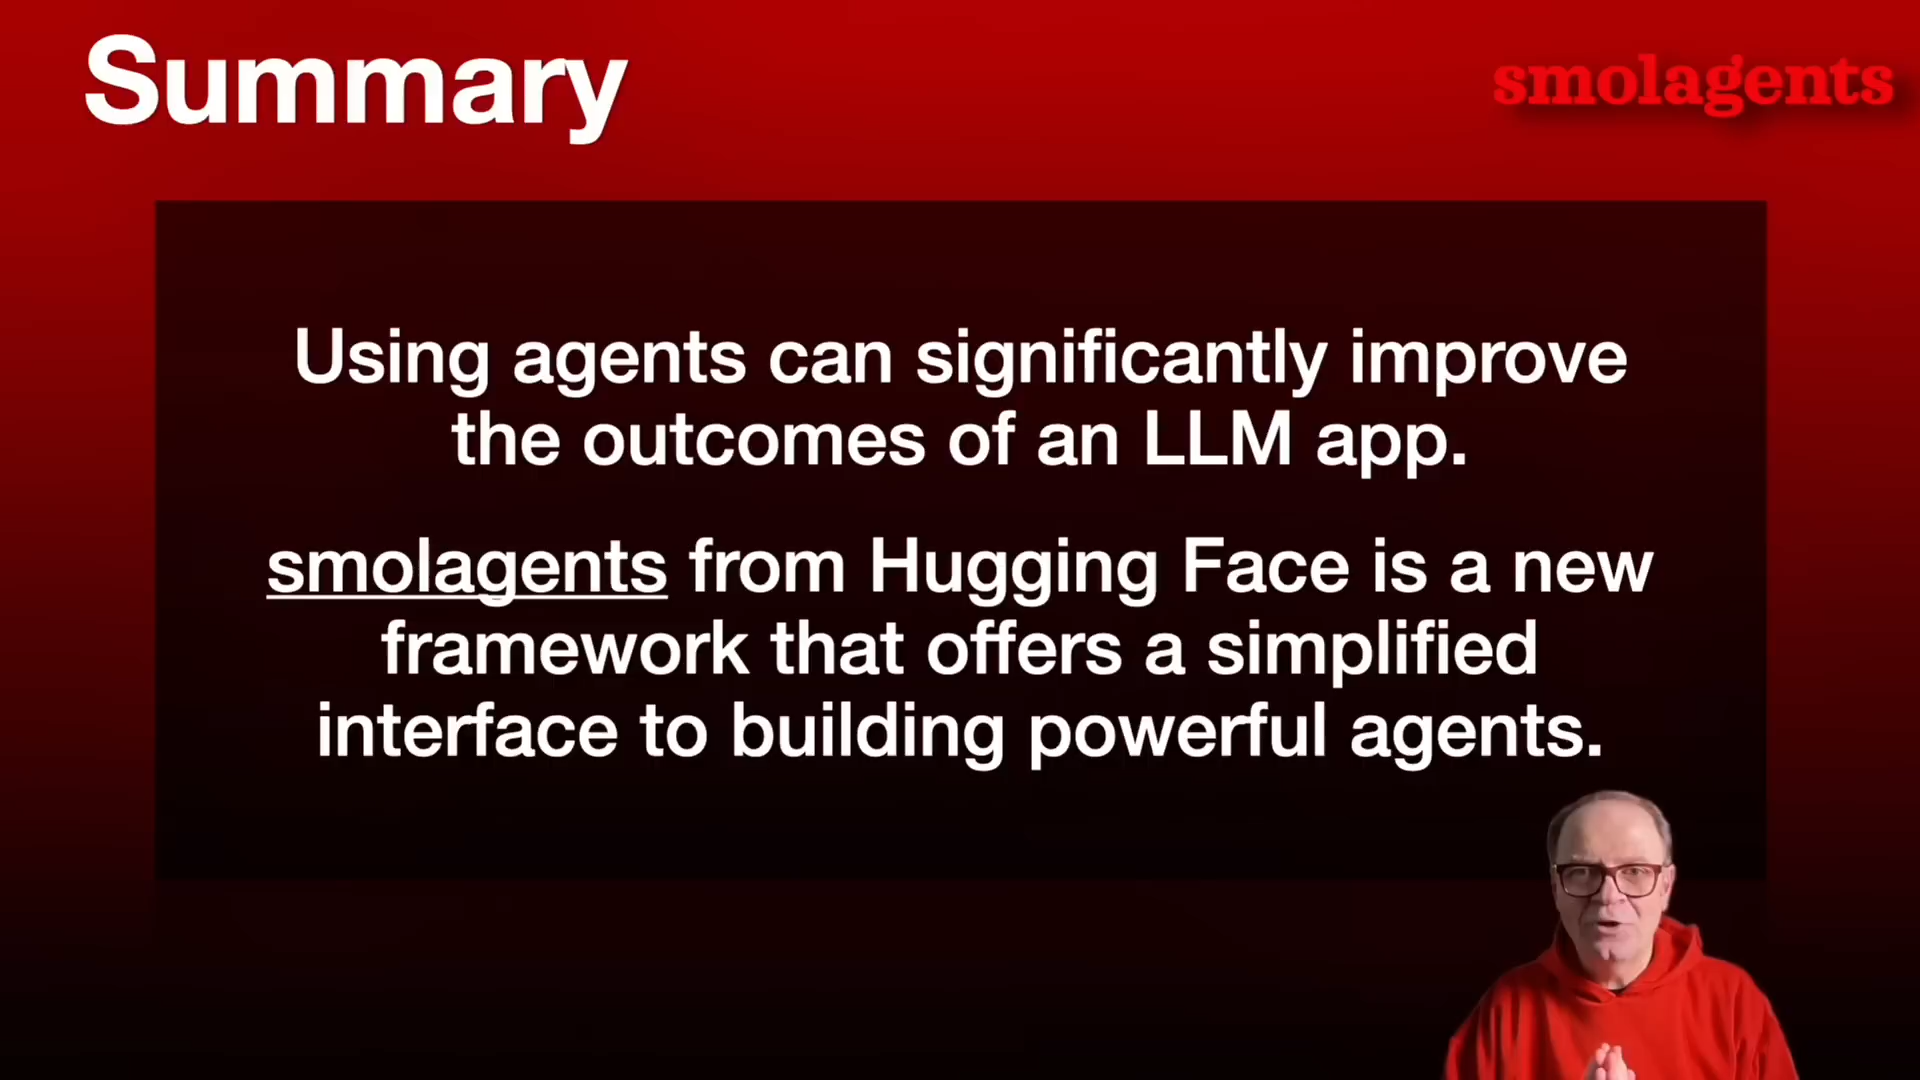 Summary
smolagents
Using agents can significantly improve
the outcomes of an LLM app.
smolagents from Hugging Face is a new
framework that offers a simplified
interface to building powerful agents.